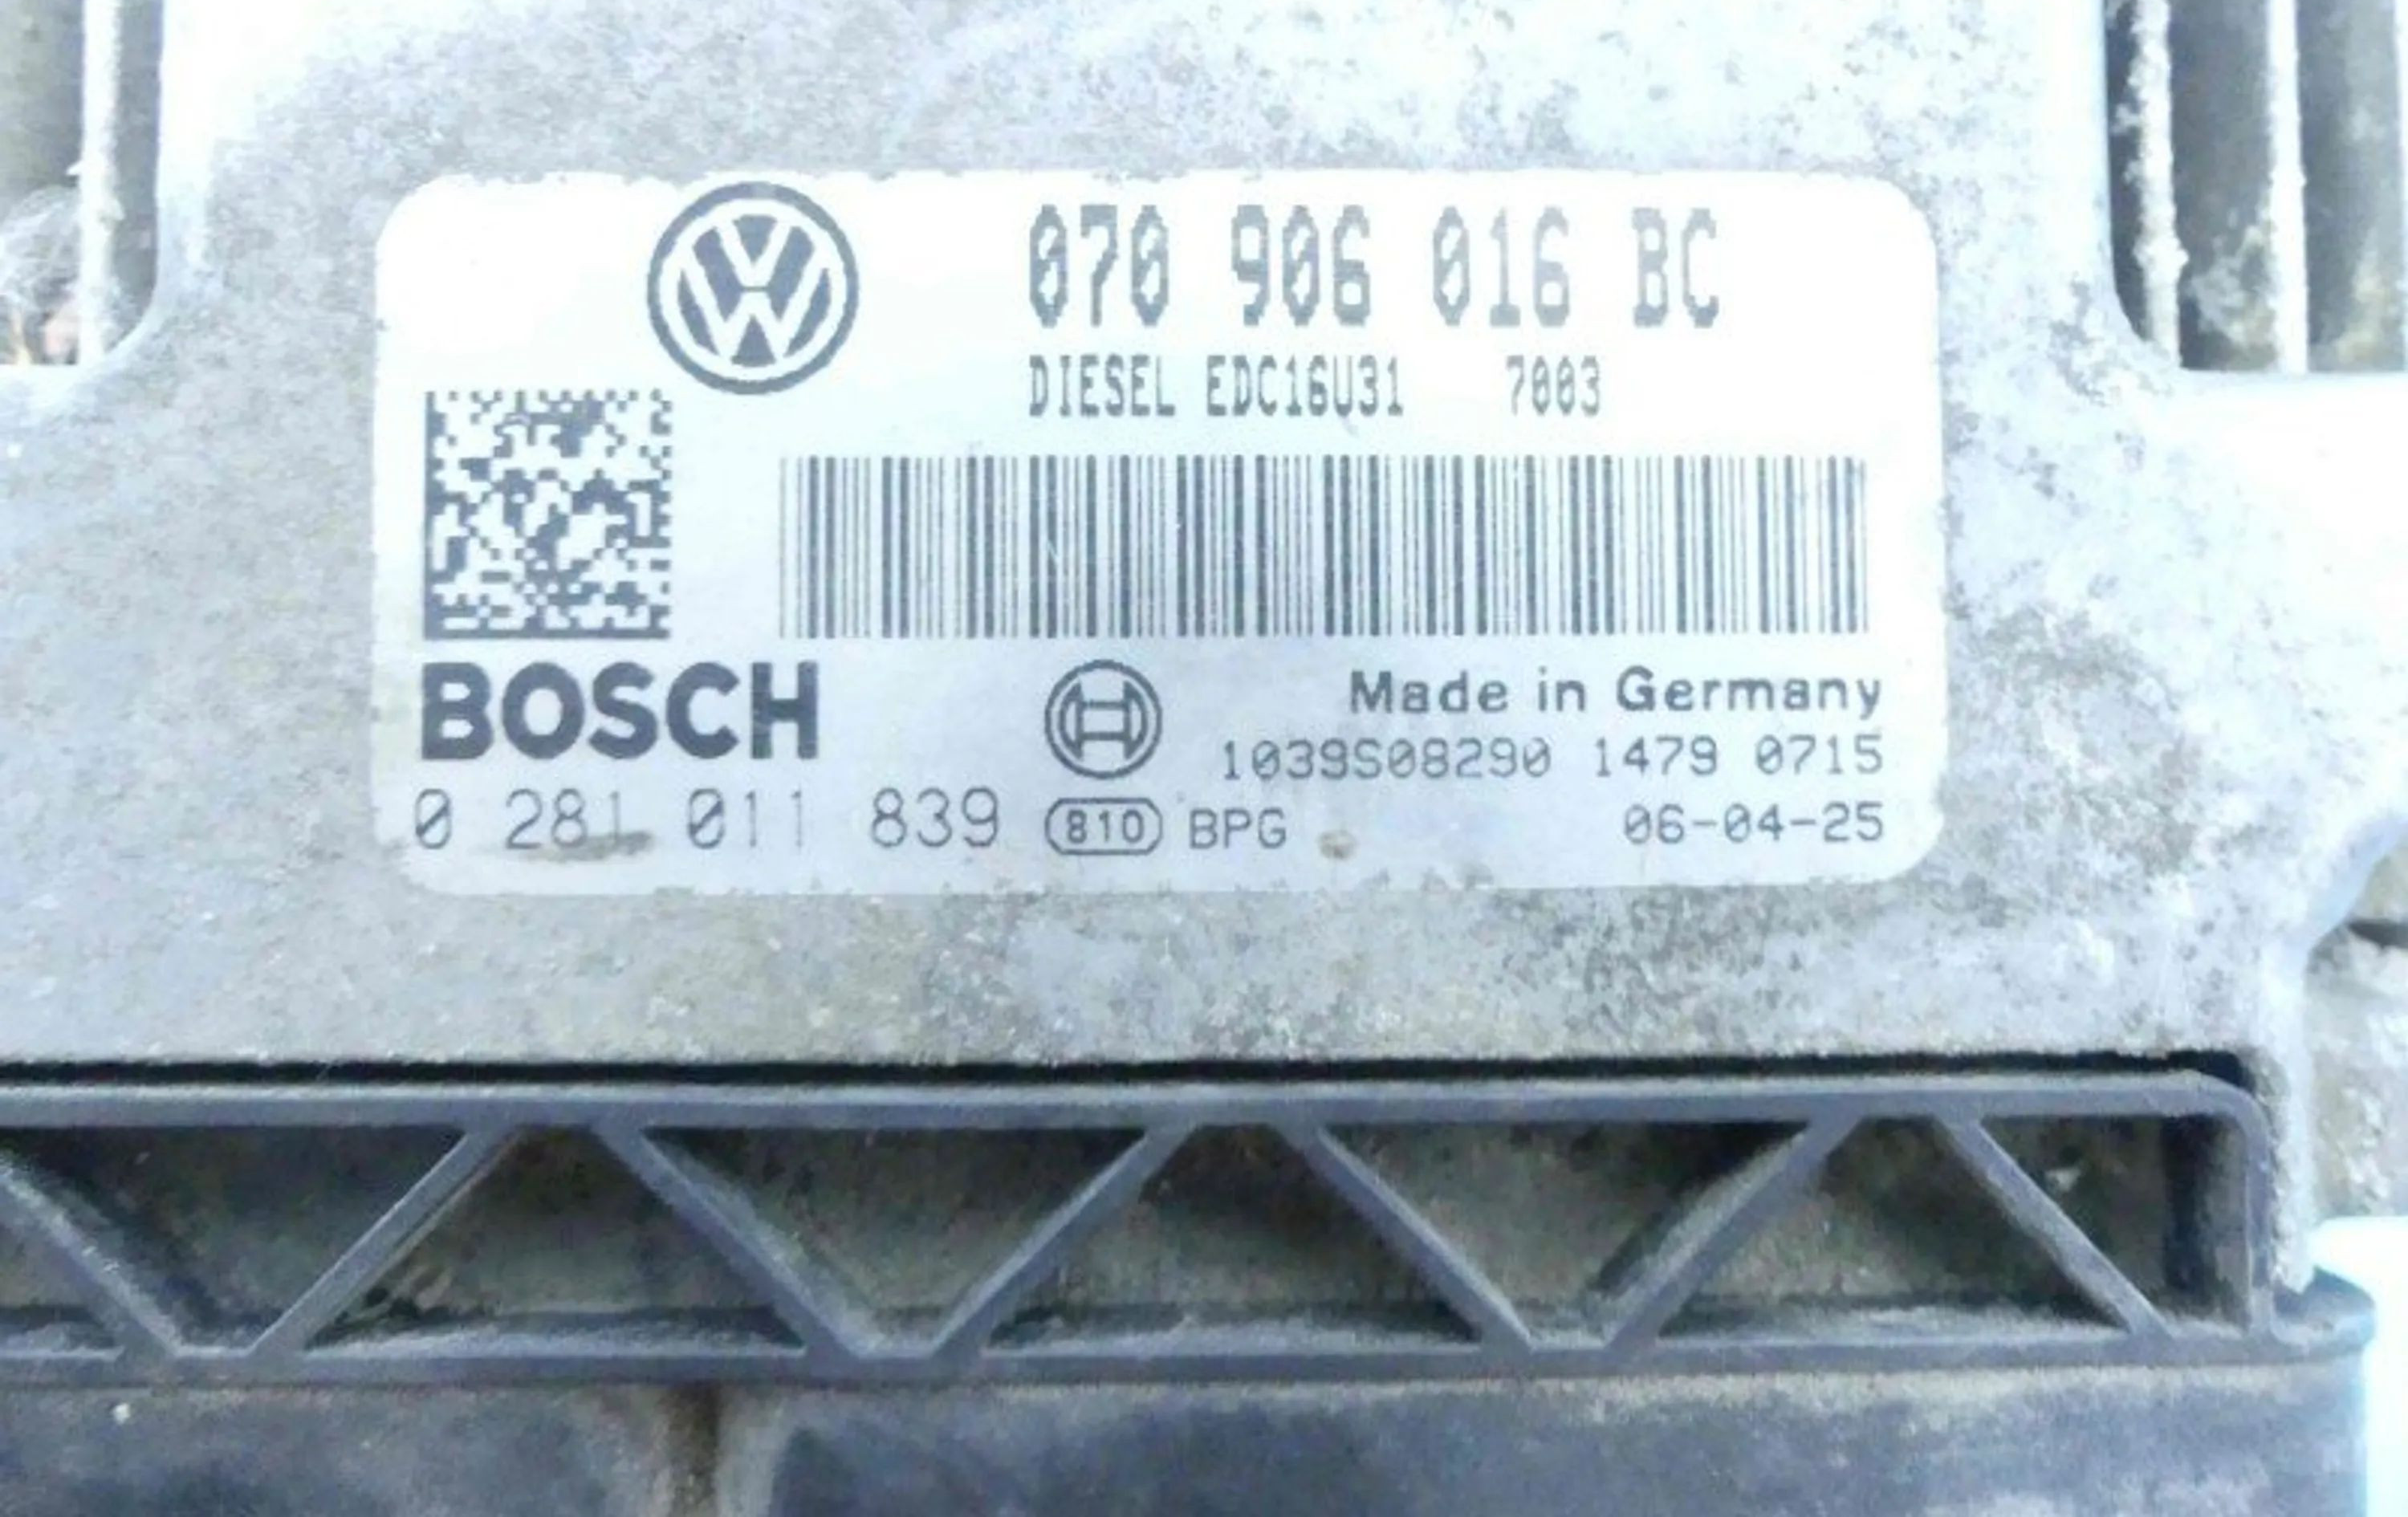 070 906 016 BC
DIESEL EDC16U31 7003
BOSCH
Made in Germany
1039S08290 1479 0715
0 281 011 839 810 BPG 06-04-25